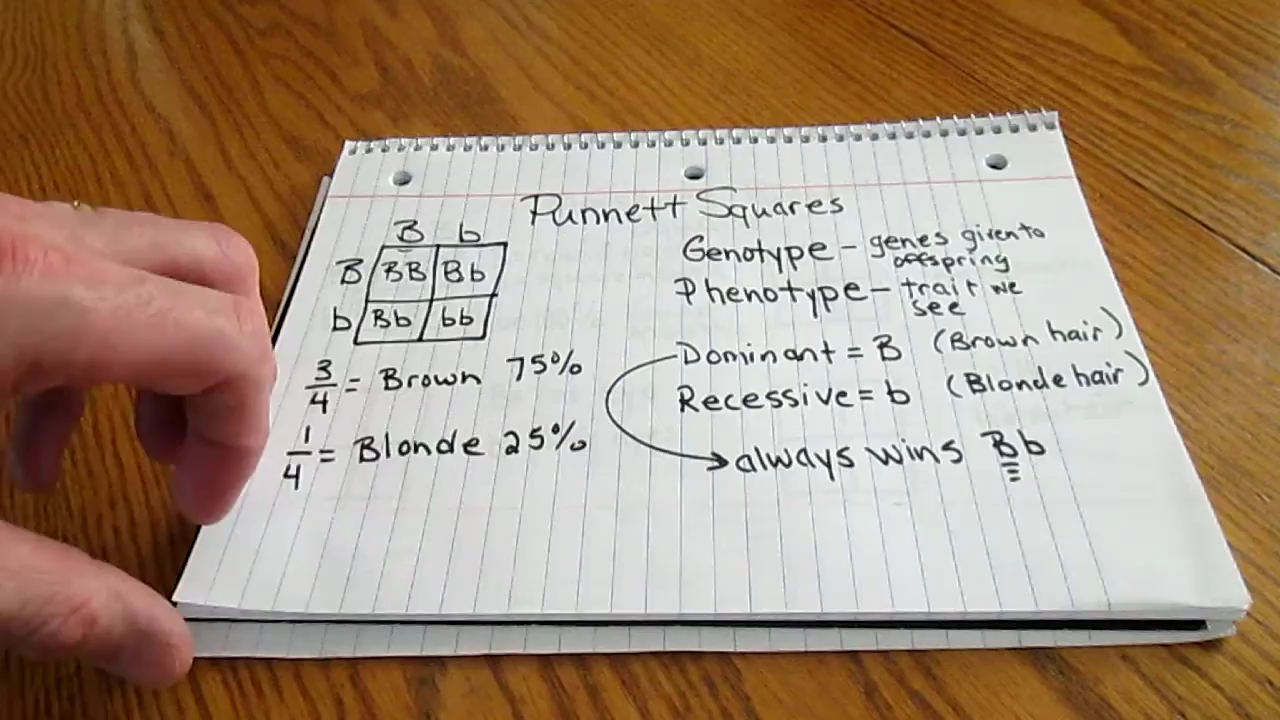 Punnett Squares
B b
B BB Bb
b Bb bb
3/4 = Brown 75%
1/4 = Blonde 25%
Genotype - genes given to
offspring
Phenotype - trait we
see
Dominant = B (Brown hair)
Recessive = b (Blonde hair)
→ always wins Bb